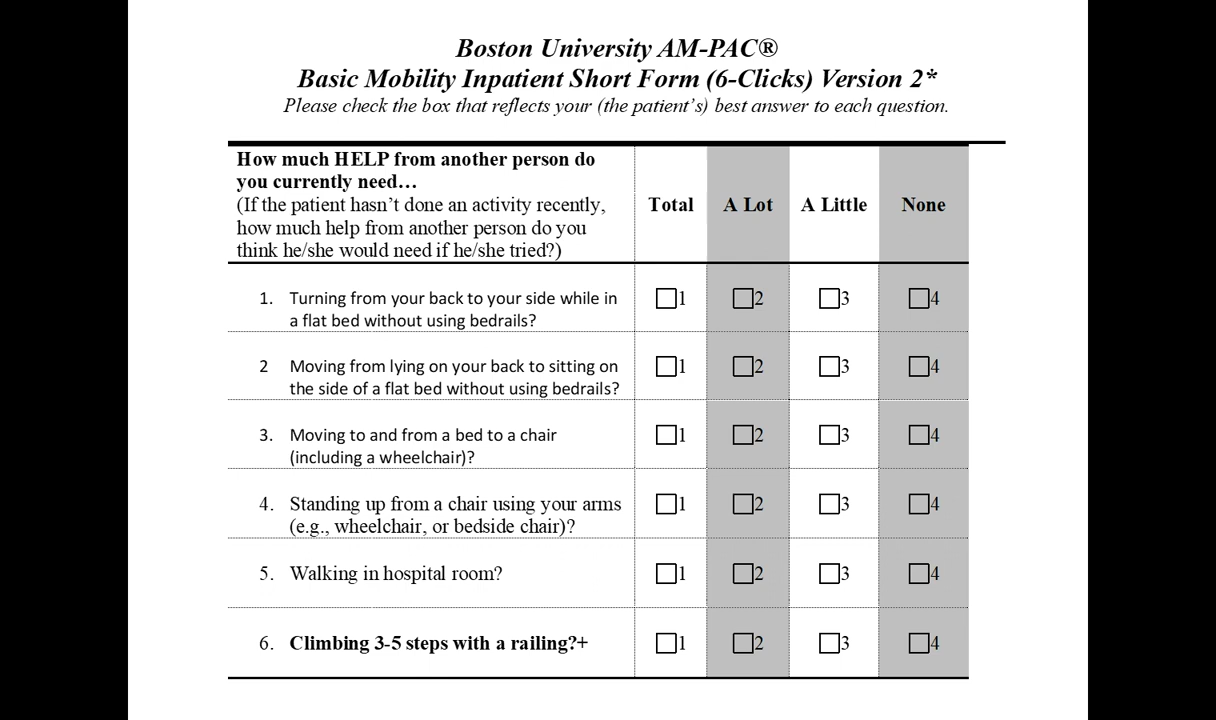 Boston University AM-PAC®
Basic Mobility Inpatient Short Form (6-Clicks) Version 2*
Please check the box that reflects your (the patient's) best answer to each question.
How much HELP from another person do
you currently need…
(If the patient hasn't done an activity recently,
how much help from another person do you
think he/she would need if he/she tried?)
Total A Lot A Little None
1. Turning from your back to your side while in
a flat bed without using bedrails?
☐1 ☐2 ☐3 ☐4
2 Moving from lying on your back to sitting on
the side of a flat bed without using bedrails?
☐1 ☐2 ☐3 ☐4
3. Moving to and from a bed to a chair
(including a wheelchair)?
☐1 ☐2 ☐3 ☐4
4. Standing up from a chair using your arms
(e.g., wheelchair, or bedside chair)?
☐1 ☐2 ☐3 ☐4
5. Walking in hospital room?
☐1 ☐2 ☐3 ☐4
6. Climbing 3-5 steps with a railing?+
☐1 ☐2 ☐3 ☐4